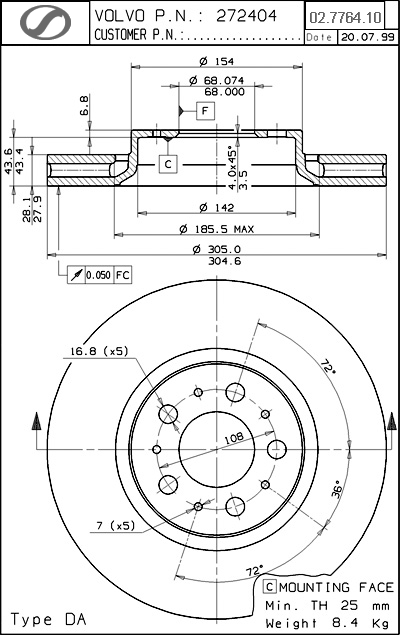 VOLVO P.N.: 272404
02.7764.10
CUSTOMER P.N.:....................
Date 20.07.99
Ø 154
Ø 68.074
68.000
F
6.8
C
43.6
43.4
4.0x45°
3.5
28.1
27.9
Ø 142
Ø 185.5 MAX
Ø 305.0
304.6
0.050 FC
16.8 (x5)
72°
108
36°
7 (x5)
72°
C MOUNTING FACE
Min. TH 25 mm
Type DA
Weight 8.4 Kg